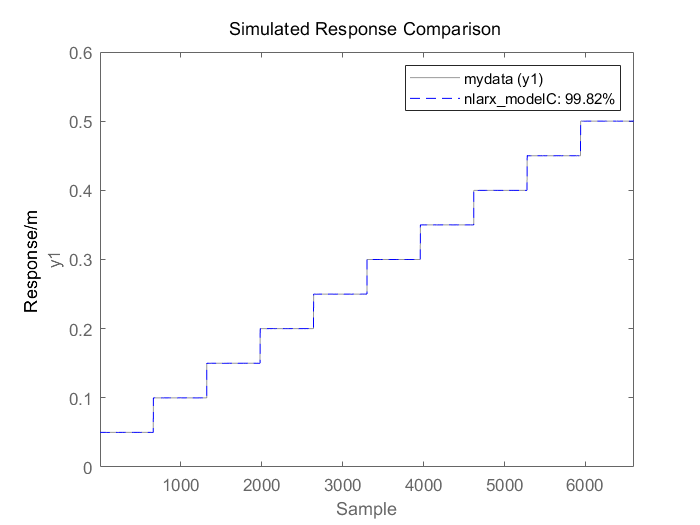 Simulated Response Comparison
mydata (y1)
nlarx_modelC: 99.82%
0.6
0.5
0.4
0.3
0.2
0.1
0
Response/m
y1
1000 2000 3000 4000 5000 6000
Sample